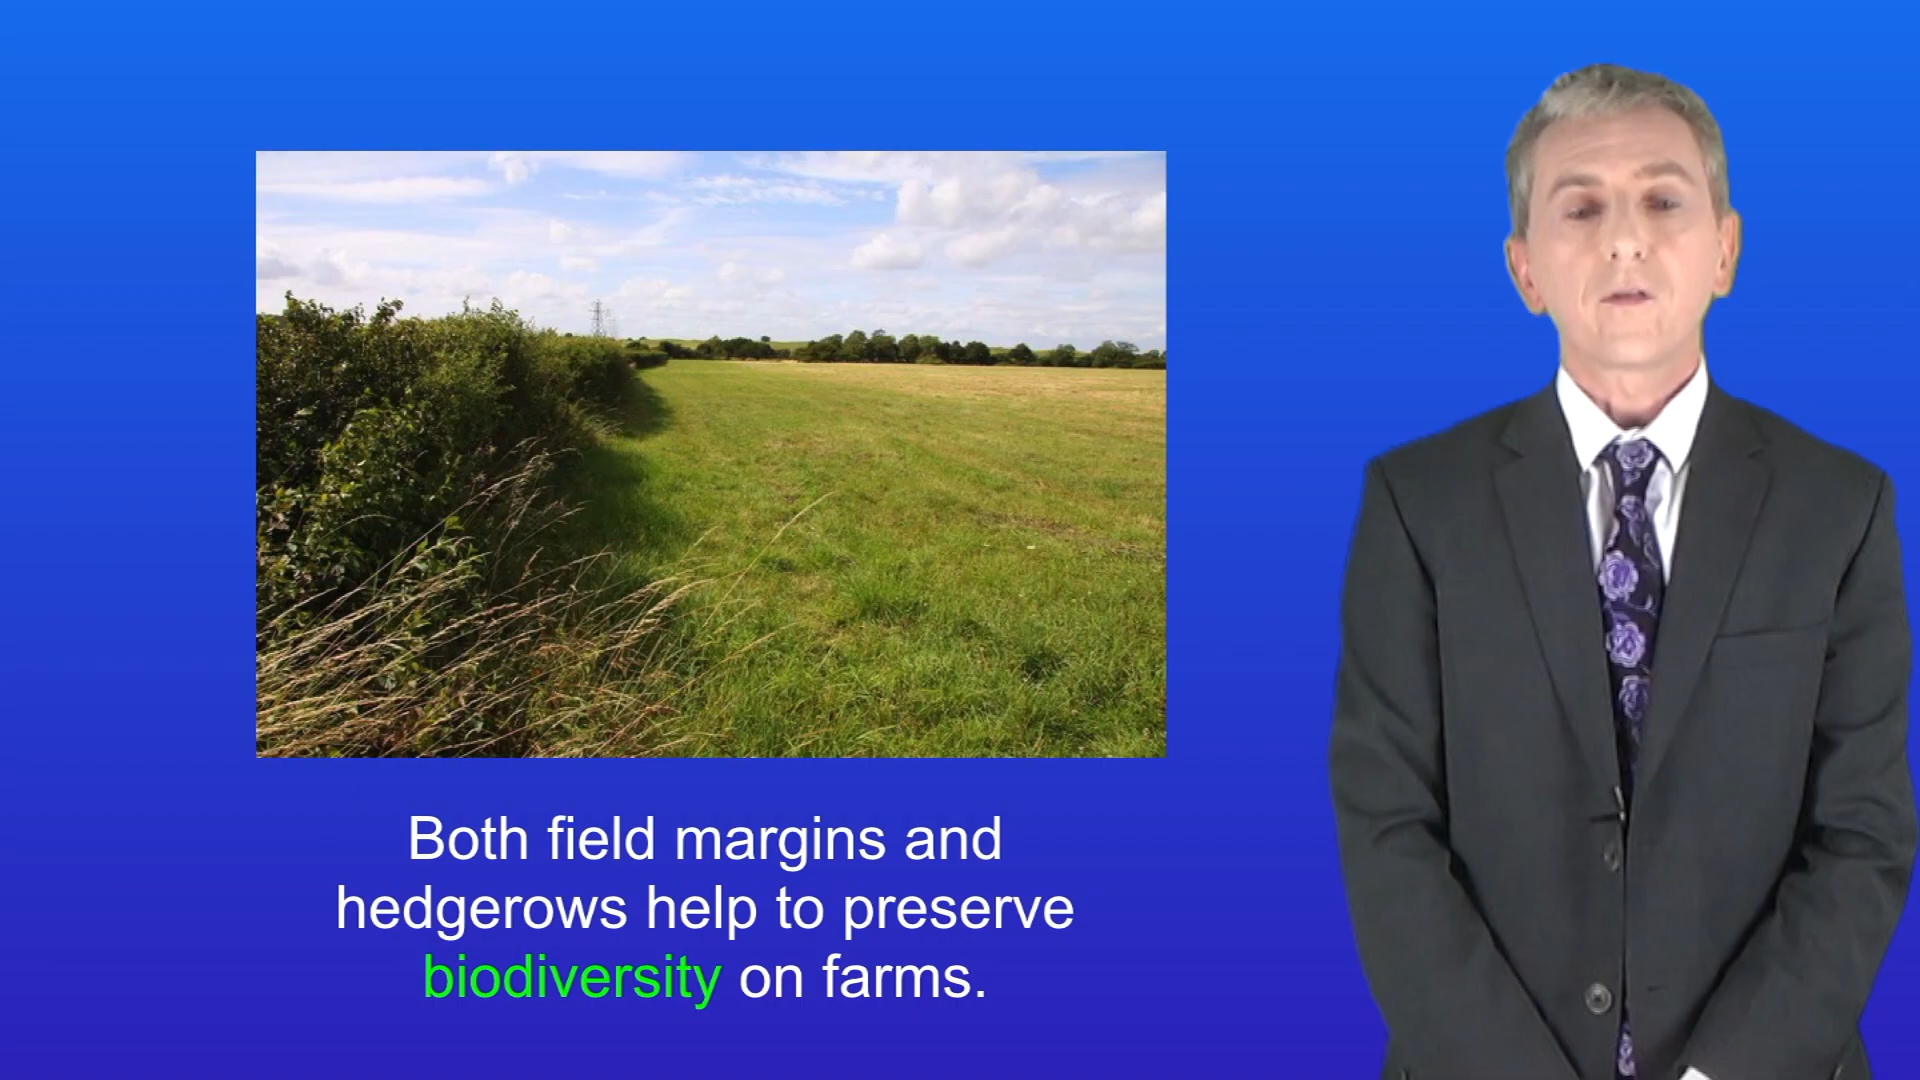 Both field margins and
hedgerows help to preserve
biodiversity on farms.